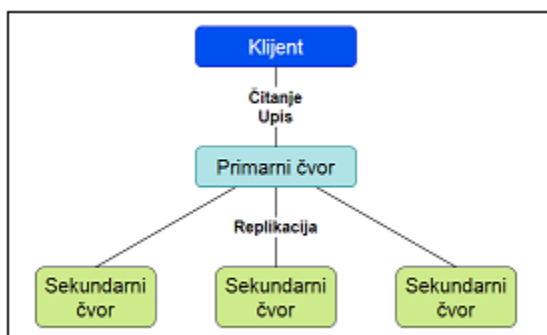 Klijent
Čitanje
Upis
Primarni čvor
Replikacija
Sekundarni
čvor
Sekundarni
čvor
Sekundarni
čvor